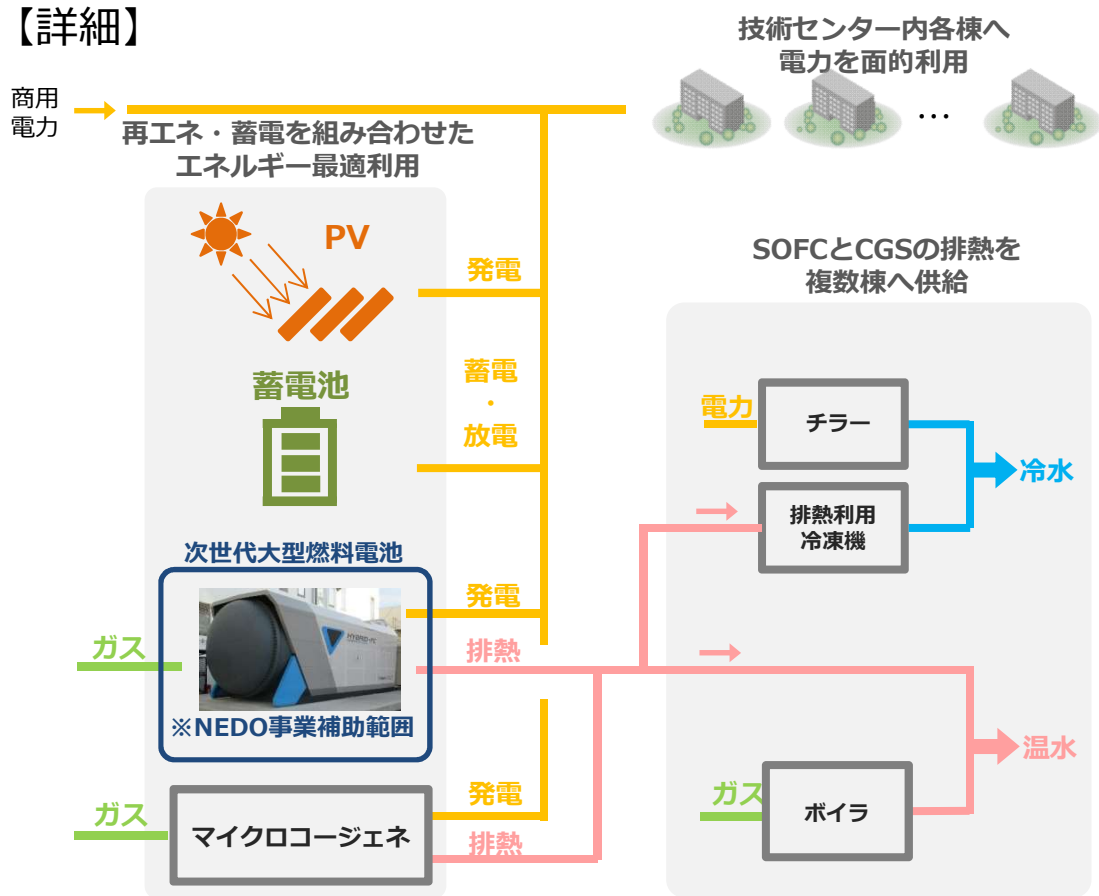 【詳細】
技術センター内各棟へ
電力を面的利用
商用
電力
…
再エネ・蓄電を組み合わせた
エネルギー最適利用
PV
発電
SOFCとCGSの排熱を
複数棟へ供給
蓄電池
蓄電
・
放電
電力
チラー
冷水
排熱利用
冷凍機
次世代大型燃料電池
発電
HYBRID-FC
ガス
排熱
※NEDO事業補助範囲
温水
発電
ガス
ガス
ボイラ
マイクロコージェネ
排熱